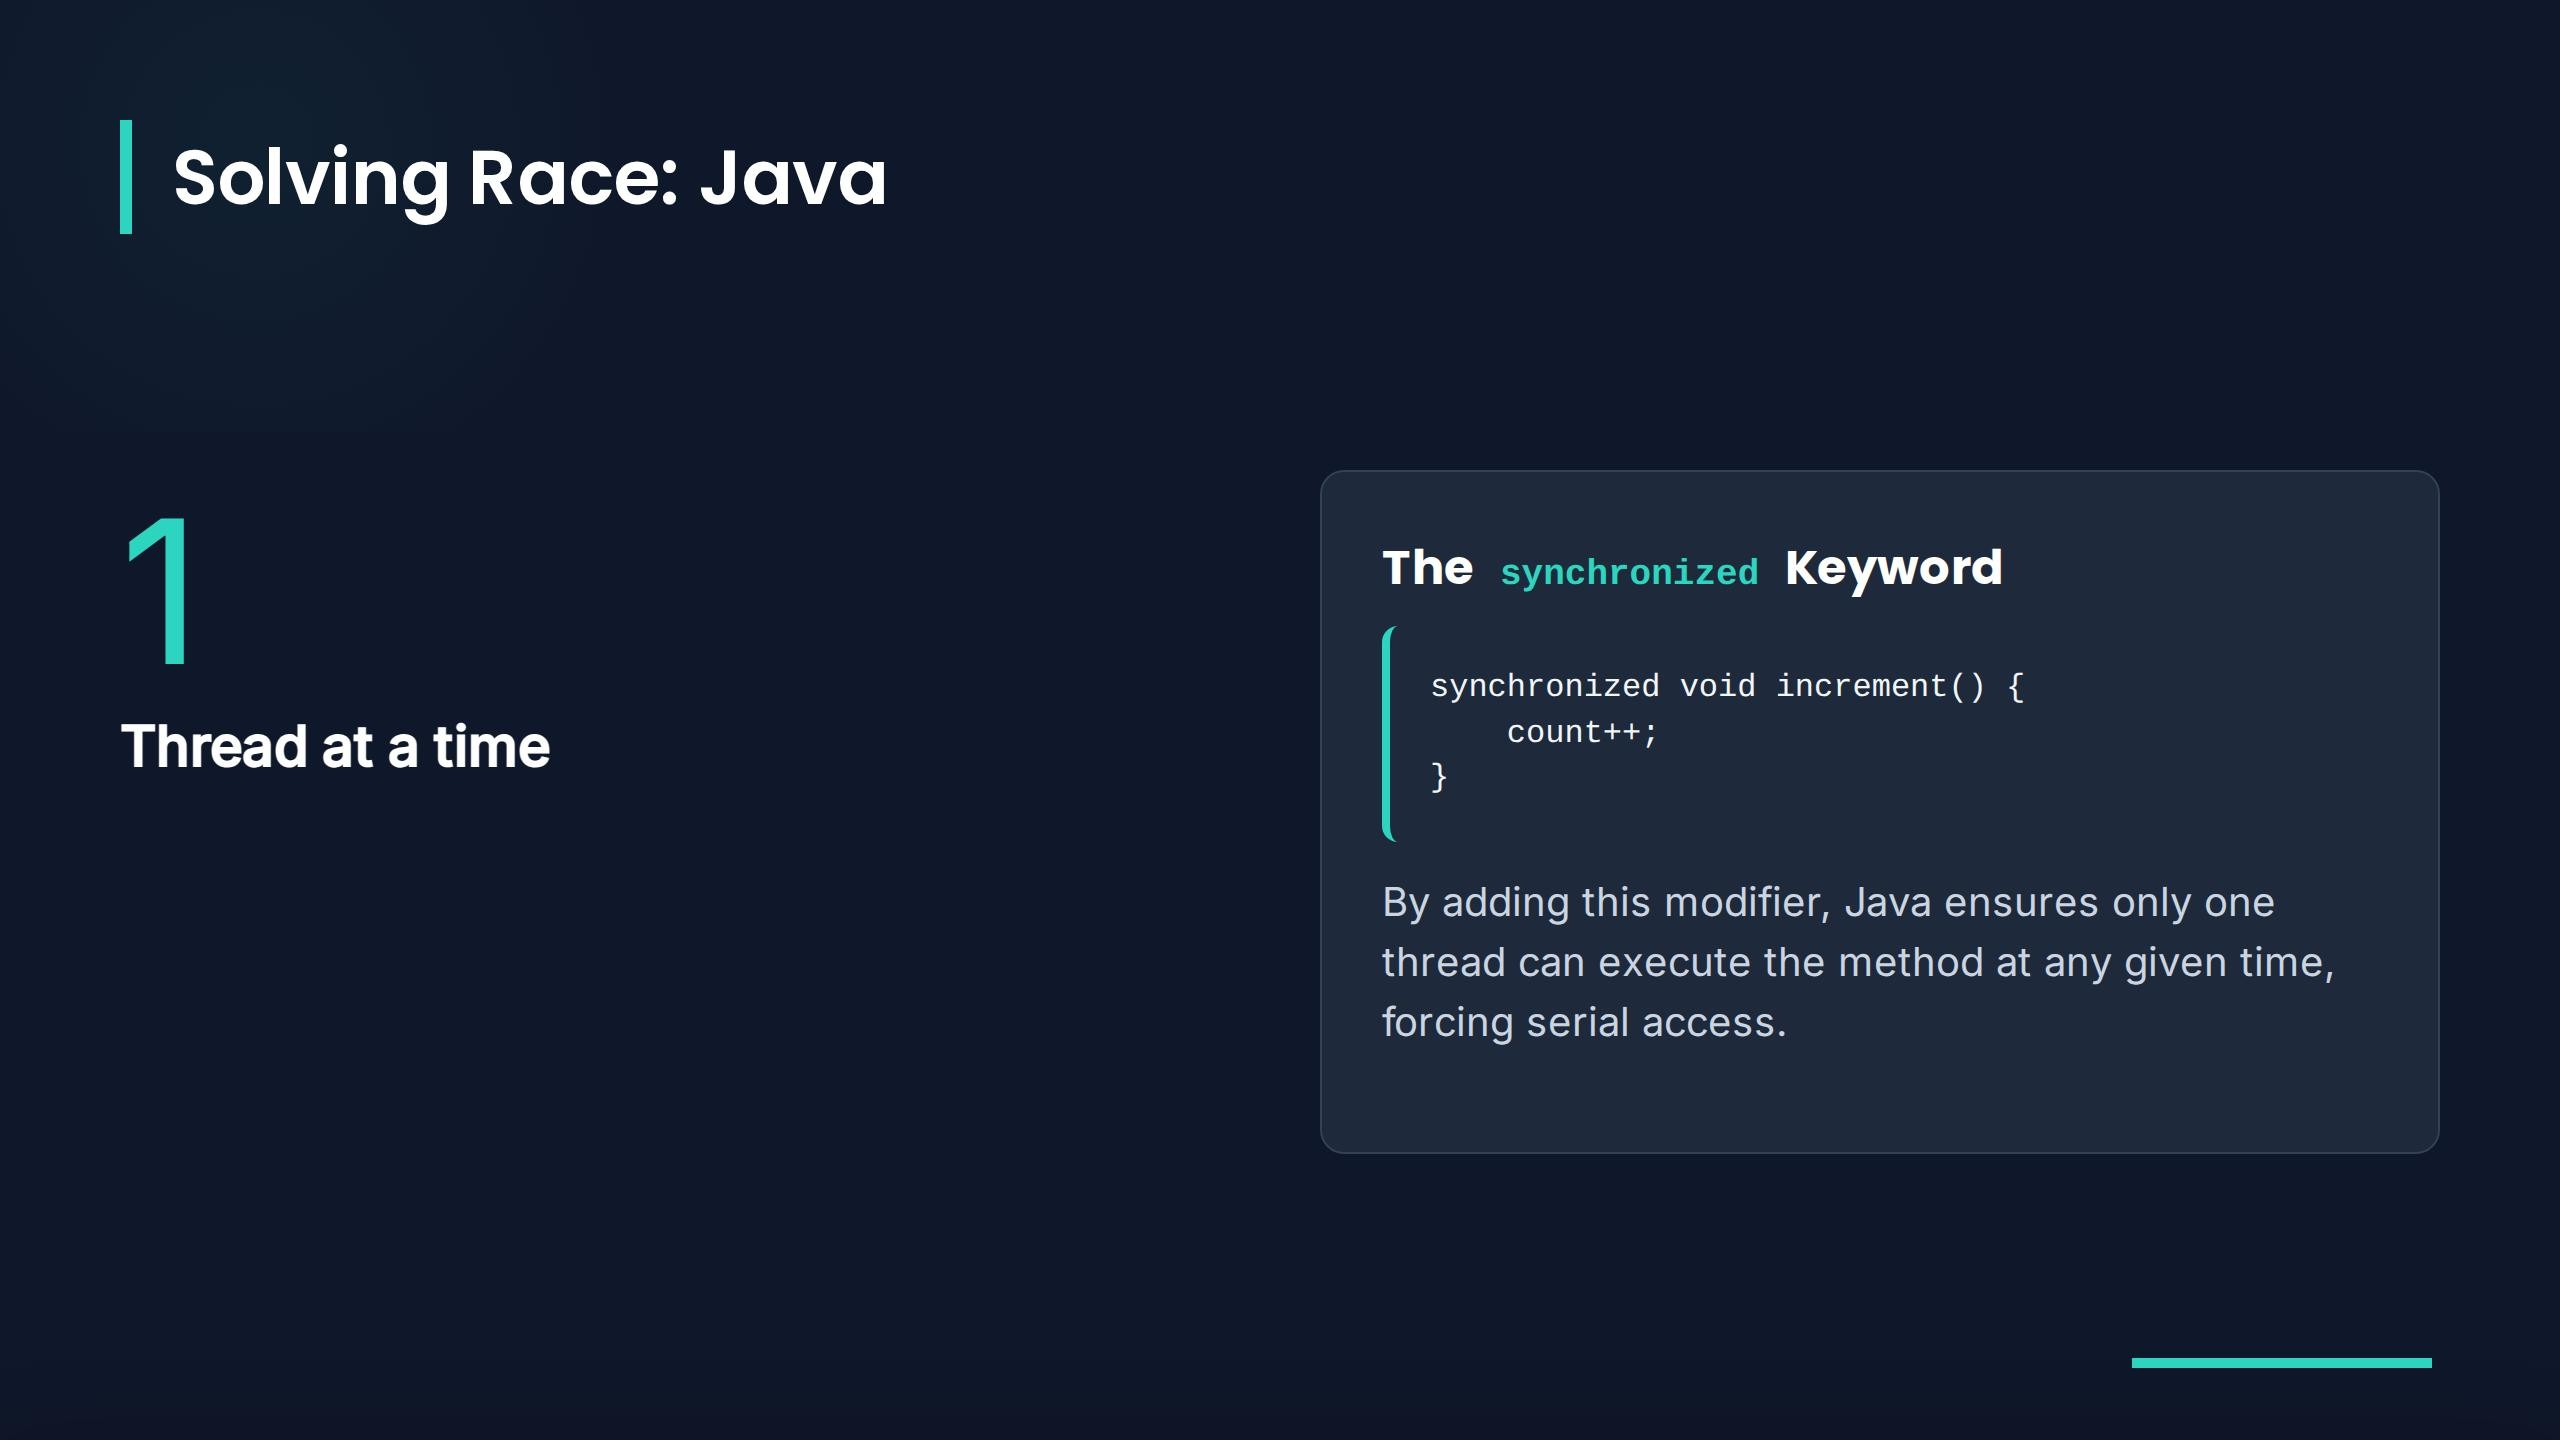 Solving Race: Java
1
Thread at a time
The synchronized Keyword
synchronized void increment() {
    count++;
}
By adding this modifier, Java ensures only one
thread can execute the method at any given time,
forcing serial access.